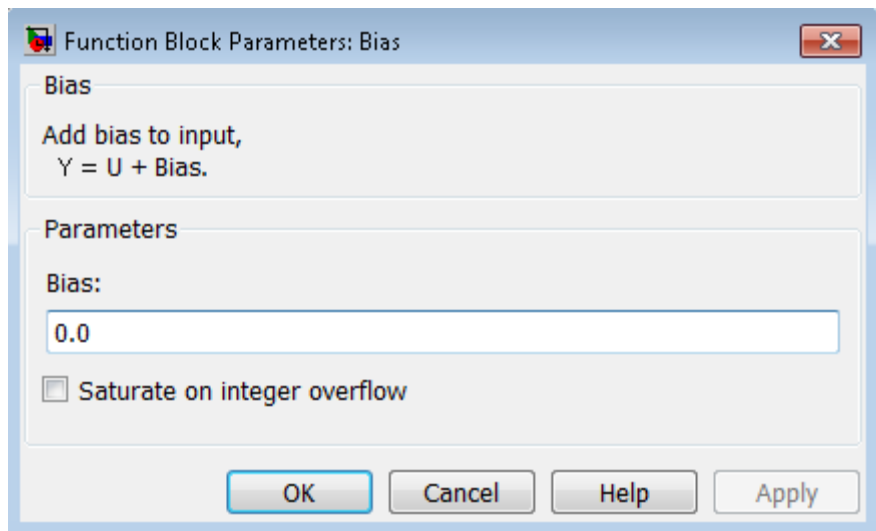 Function Block Parameters: Bias
Bias
Add bias to input,
Y = U + Bias.
Parameters
Bias:
0.0
Saturate on integer overflow
OK Cancel Help Apply